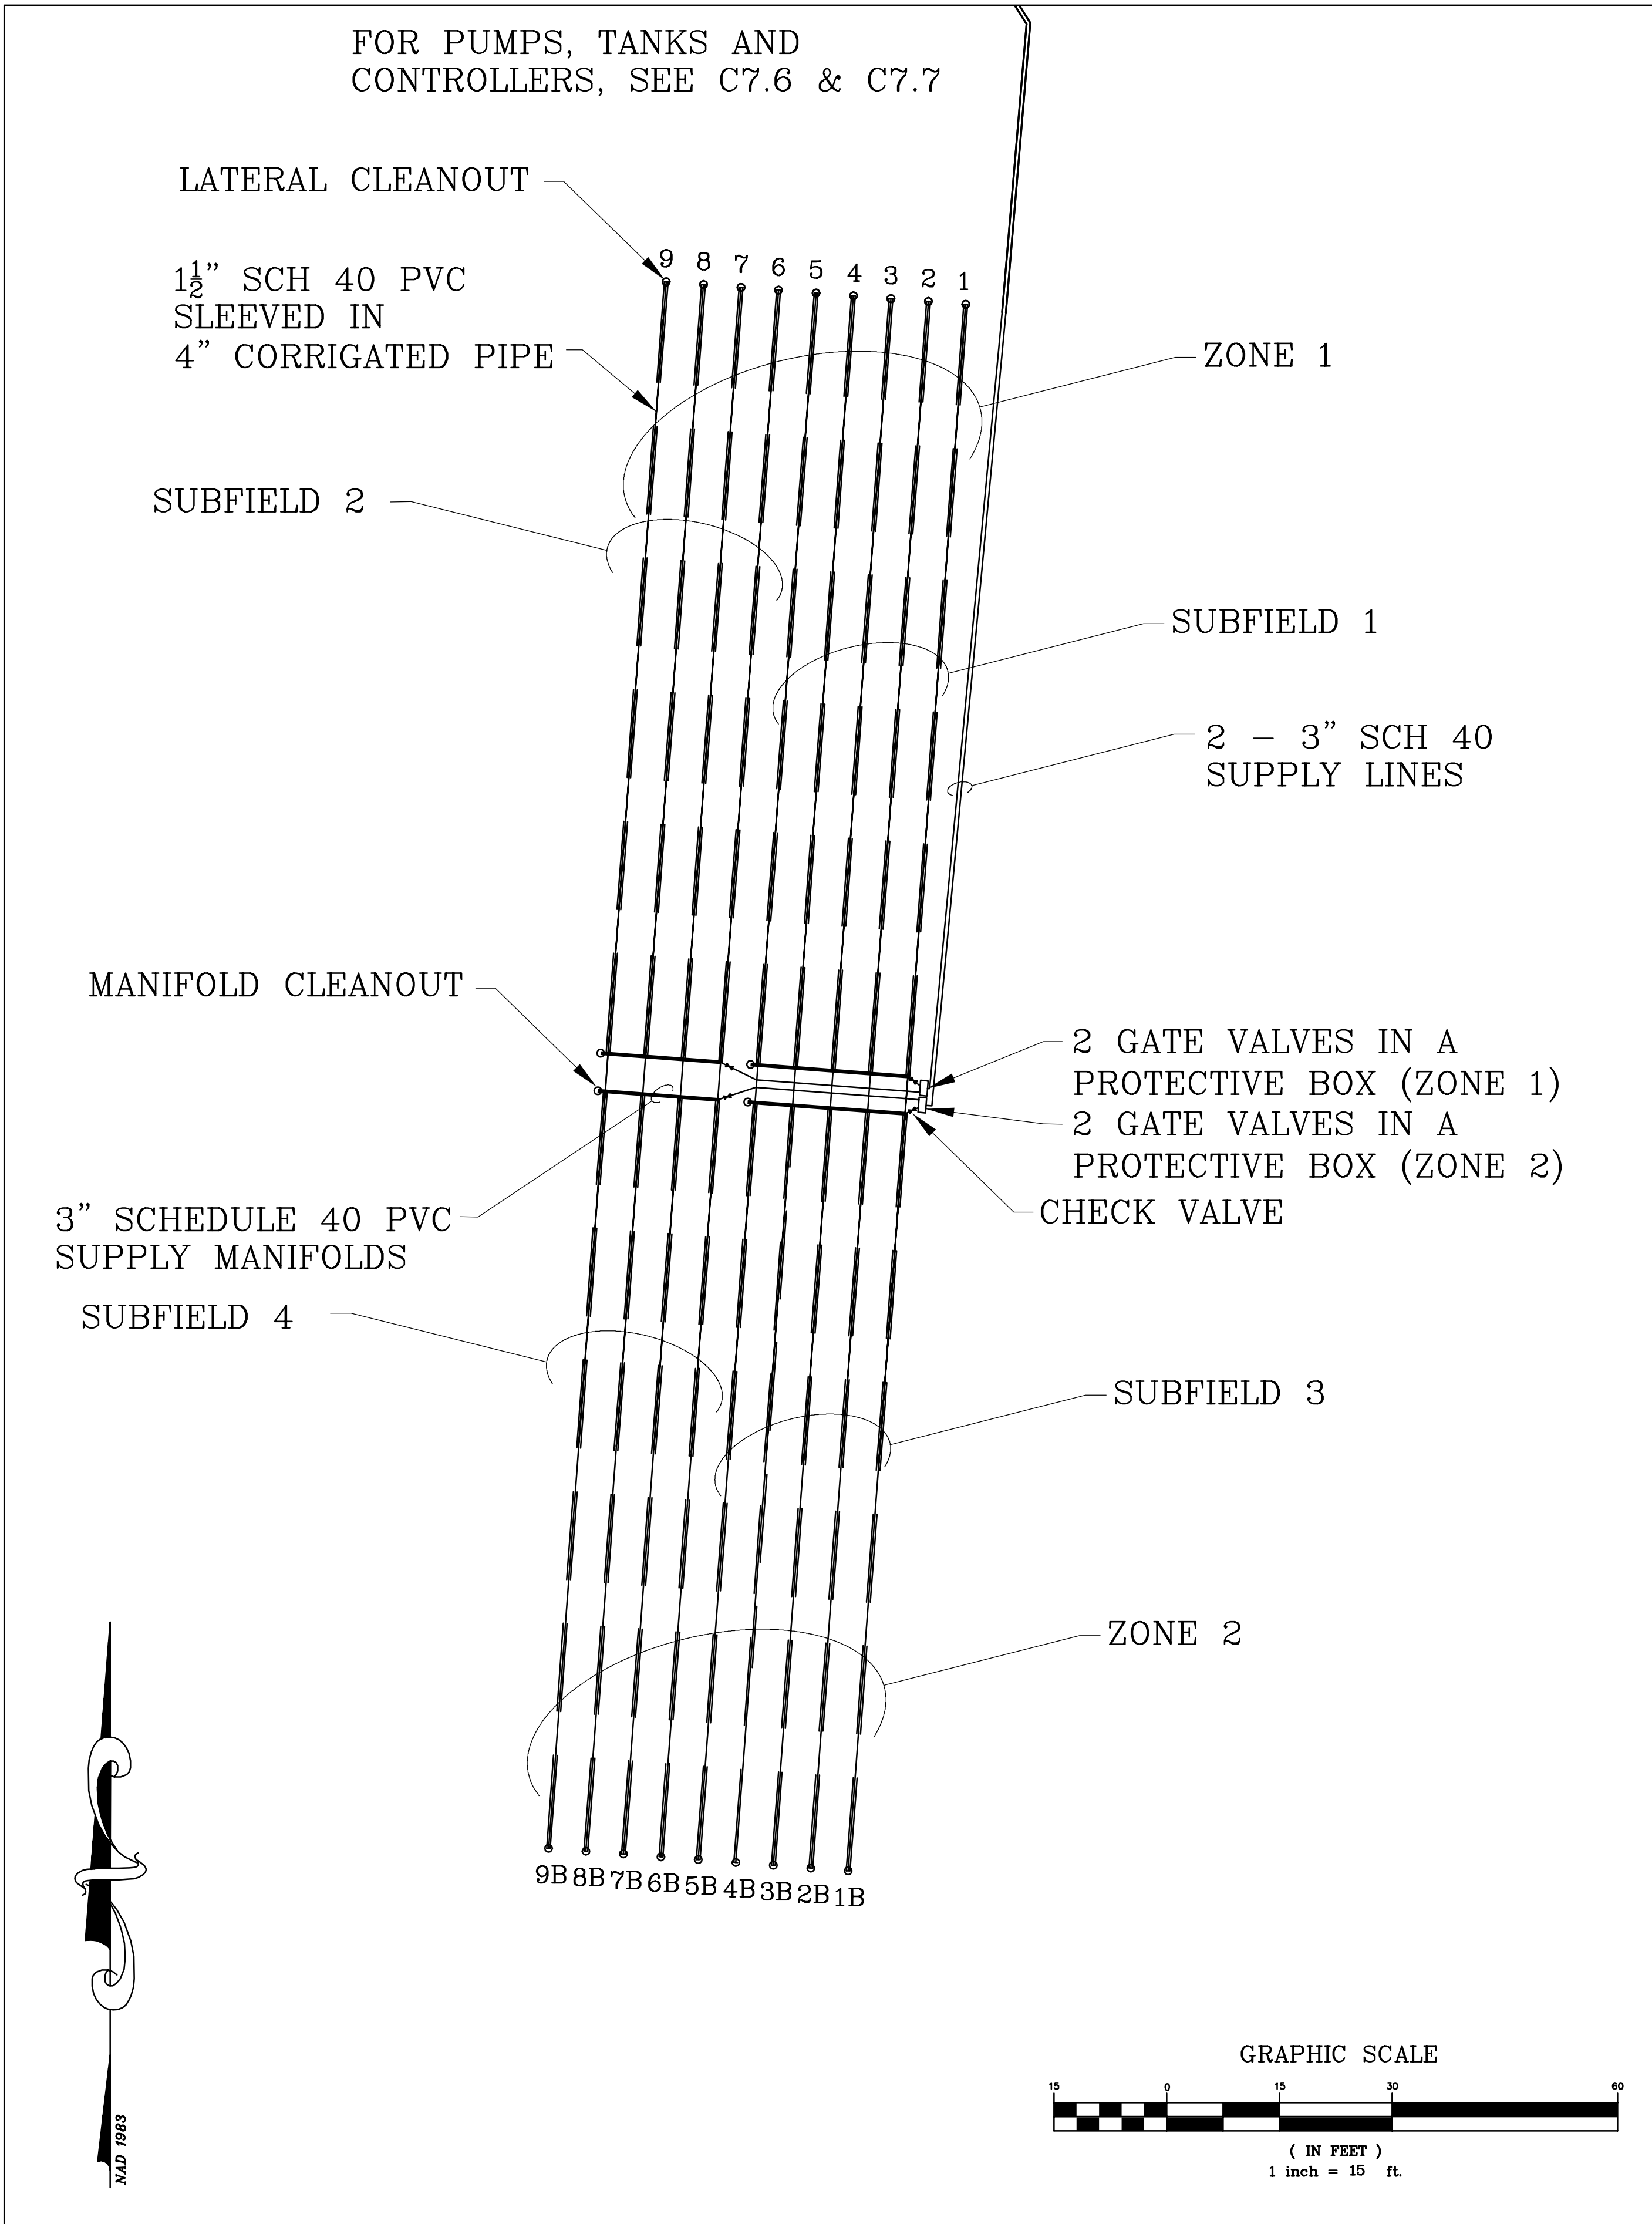 FOR PUMPS, TANKS AND
CONTROLLERS, SEE C7.6 & C7.7
LATERAL CLEANOUT
1½" SCH 40 PVC
SLEEVED IN
4" CORRIGATED PIPE
9 8 7 6 5 4 3 2 1
ZONE 1
SUBFIELD 2
SUBFIELD 1
2 - 3" SCH 40
SUPPLY LINES
MANIFOLD CLEANOUT
2 GATE VALVES IN A
PROTECTIVE BOX (ZONE 1)
2 GATE VALVES IN A
PROTECTIVE BOX (ZONE 2)
CHECK VALVE
3" SCHEDULE 40 PVC
SUPPLY MANIFOLDS
SUBFIELD 4
SUBFIELD 3
ZONE 2
9B 8B 7B 6B 5B 4B 3B 2B 1B
NAD 1983
GRAPHIC SCALE
15 0 15 30 60
( IN FEET )
1 inch = 15 ft.